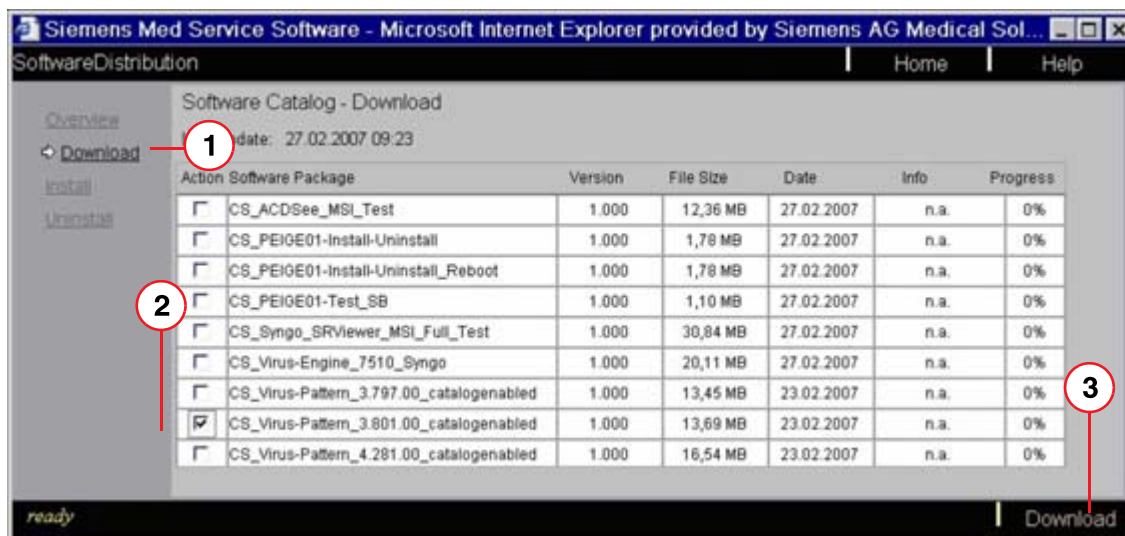 Siemens Med Service Software - Microsoft Internet Explorer provided by Siemens AG Medical Sol...
SoftwareDistribution Home Help
Software Catalog - Download
Overview
Download
Install
Uninstall
1
date: 27.02.2007 09:23
Action Software Package Version File Size Date Info Progress
CS_ACDSee_MSI_Test 1.000 12,36 MB 27.02.2007 n.a. 0%
CS_PEIGE01-Install-Uninstall 1.000 1,78 MB 27.02.2007 n.a. 0%
CS_PEIGE01-Install-Uninstall_Reboot 1.000 1,78 MB 27.02.2007 n.a. 0%
2
CS_PEIGE01-Test_SB 1.000 1,10 MB 27.02.2007 n.a. 0%
CS_Syngo_SRViewer_MSI_Full_Test 1.000 30,84 MB 27.02.2007 n.a. 0%
CS_Virus-Engine_7510_Syngo 1.000 20,11 MB 27.02.2007 n.a. 0%
CS_Virus-Pattern_3.797.00_catalogenabled 1.000 13,45 MB 23.02.2007 n.a. 0%
3
CS_Virus-Pattern_3.801.00_catalogenabled 1.000 13,69 MB 23.02.2007 n.a. 0%
CS_Virus-Pattern_4.281.00_catalogenabled 1.000 16,54 MB 23.02.2007 n.a. 0%
ready Download